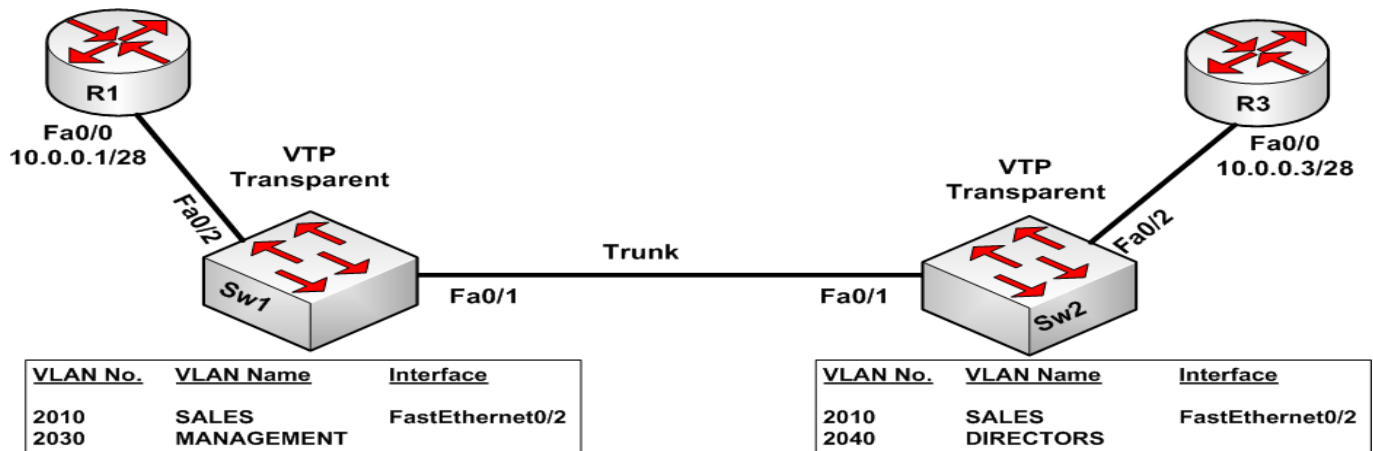 R1
R3
Fa0/0
10.0.0.1/28
Fa0/0
10.0.0.3/28
VTP
Transparent
VTP
Transparent
Fa0/2
Fa0/2
Trunk
Sw1
Fa0/1
Fa0/1
Sw2
VLAN No. VLAN Name Interface
2010 SALES FastEthernet0/2
2030 MANAGEMENT
VLAN No. VLAN Name Interface
2010 SALES FastEthernet0/2
2040 DIRECTORS